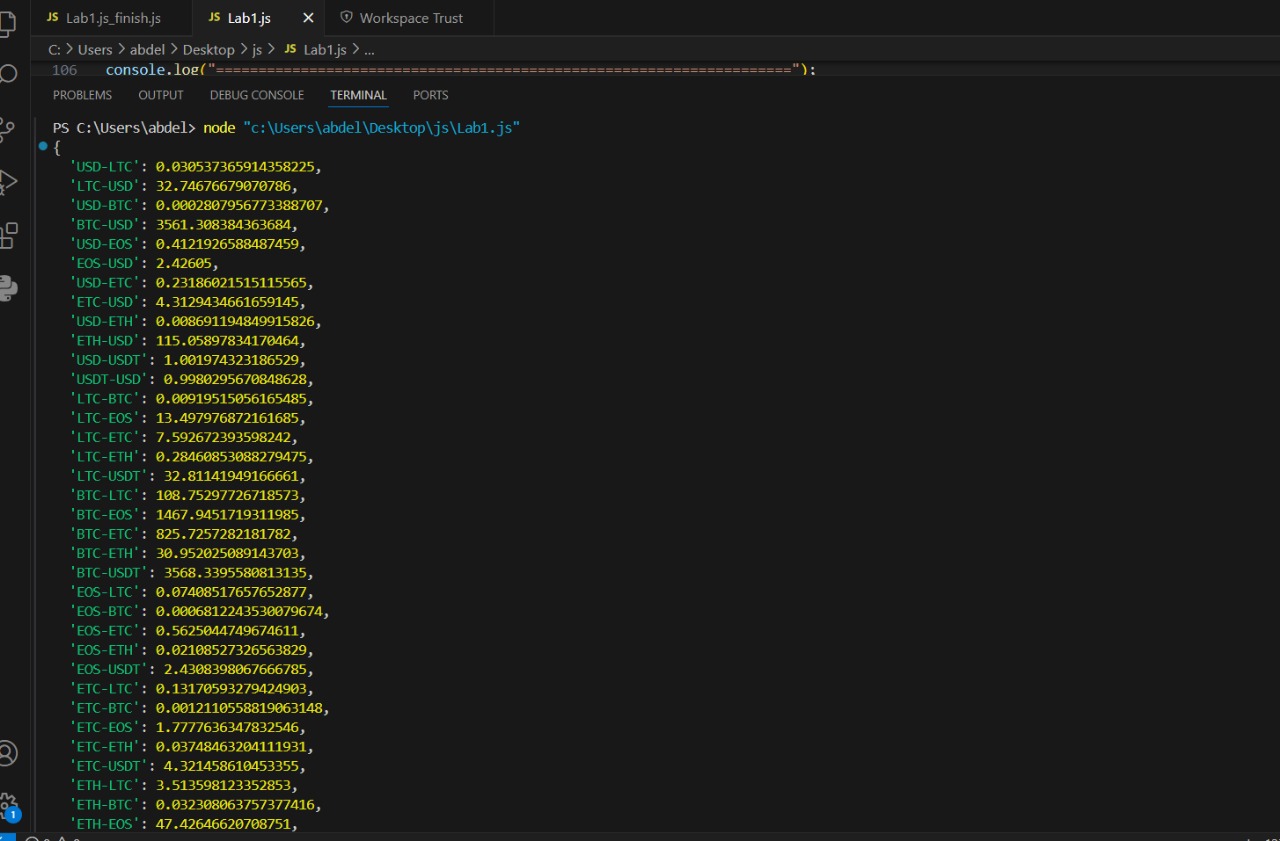 JS Lab1.js_finish.js JS Lab1.js × Workspace Trust
C: > Users > abdel > Desktop > js > JS Lab1.js > ...
106 console.log("====================================================================");
PROBLEMS OUTPUT DEBUG CONSOLE TERMINAL PORTS
PS C:\Users\abdel> node "c:\Users\abdel\Desktop\js\Lab1.js"
{
'USD-LTC': 0.030537365914358225,
'LTC-USD': 32.74676679070786,
'USD-BTC': 0.0002807956773388707,
'BTC-USD': 3561.308384363684,
'USD-EOS': 0.4121926588487459,
'EOS-USD': 2.42605,
'USD-ETC': 0.23186021515115565,
'ETC-USD': 4.3129434661659145,
'USD-ETH': 0.008691194849915826,
'ETH-USD': 115.05897834170464,
'USD-USDT': 1.001974323186529,
'USDT-USD': 0.9980295670848628,
'LTC-BTC': 0.00919515056165485,
'LTC-EOS': 13.497976872161685,
'LTC-ETC': 7.592672393598242,
'LTC-ETH': 0.28460853088279475,
'LTC-USDT': 32.81141949166661,
'BTC-LTC': 108.75297726718573,
'BTC-EOS': 1467.9451719311985,
'BTC-ETC': 825.7257282181782,
'BTC-ETH': 30.952025089143703,
'BTC-USDT': 3568.3395580813135,
'EOS-LTC': 0.07408517657652877,
'EOS-BTC': 0.0006812243530079674,
'EOS-ETC': 0.5625044749674611,
'EOS-ETH': 0.02108527326563829,
'EOS-USDT': 2.4308398067666785,
'ETC-LTC': 0.13170593279424903,
'ETC-BTC': 0.0012110558819063148,
'ETC-EOS': 1.7777636347832546,
'ETC-ETH': 0.03748463204111931,
'ETC-USDT': 4.321458610453355,
'ETH-LTC': 3.513598123352853,
'ETH-BTC': 0.032308063757377416,
'ETH-EOS': 47.42646620708751,
1